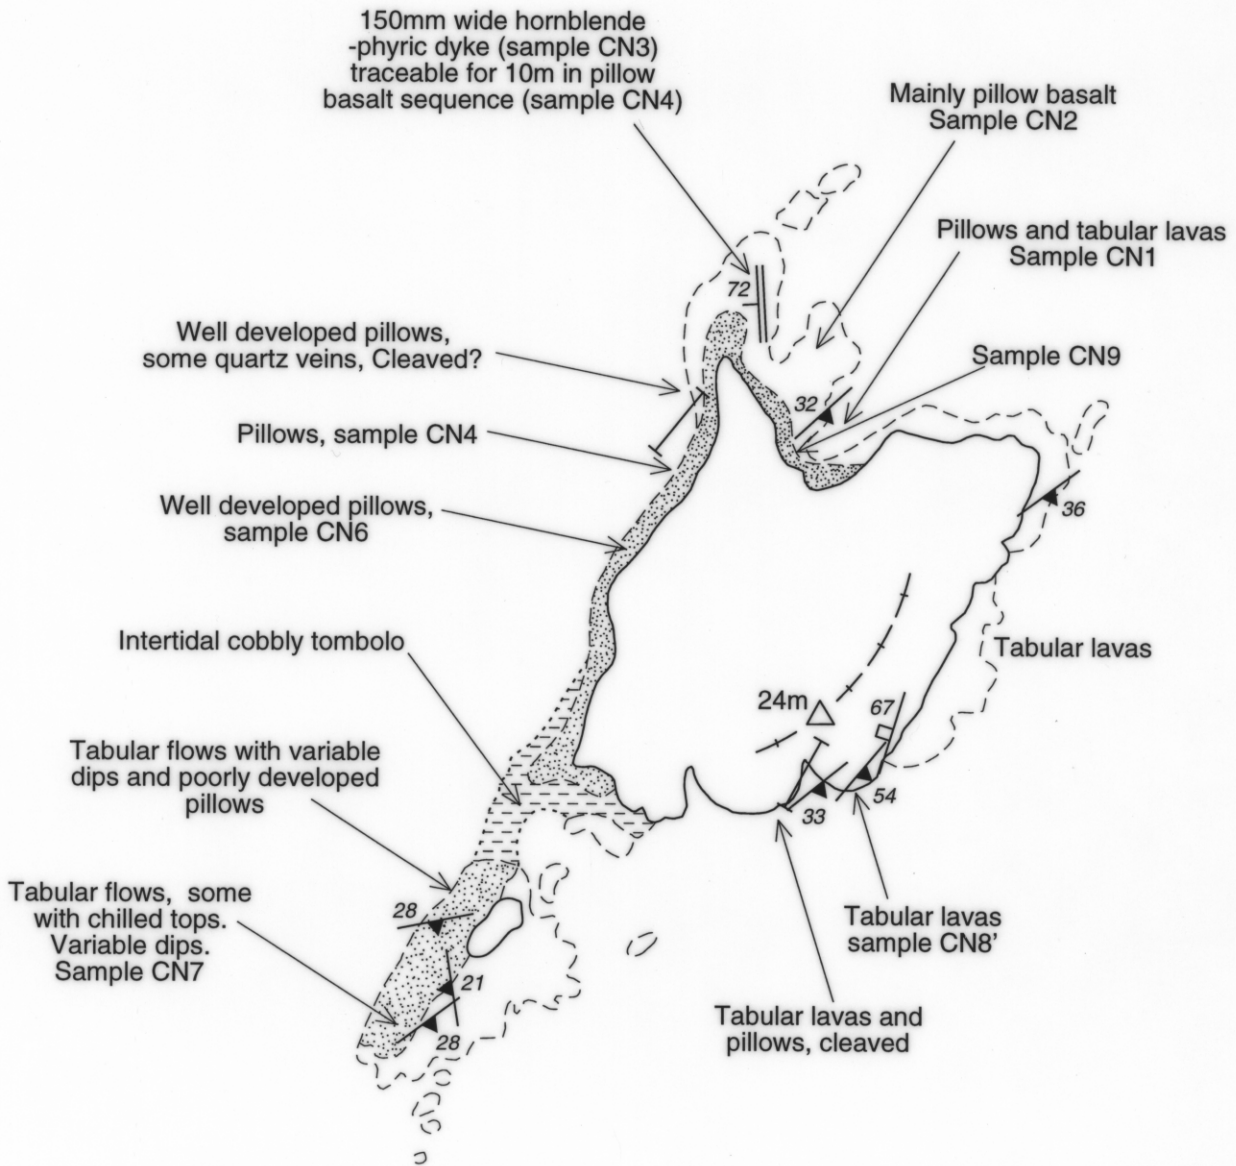 150mm wide hornblende
-phyric dyke (sample CN3)
traceable for 10m in pillow
basalt sequence (sample CN4)
Mainly pillow basalt
Sample CN2
Pillows and tabular lavas
Sample CN1
72
Well developed pillows,
some quartz veins, Cleaved?
Sample CN9
32
Pillows, sample CN4
36
Well developed pillows,
sample CN6
Intertidal cobbly tombolo
Tabular lavas
24m
67
Tabular flows with variable
dips and poorly developed
pillows
54
33
Tabular flows, some
with chilled tops.
Variable dips.
Sample CN7
28
21
28
Tabular lavas
sample CN8'
Tabular lavas and
pillows, cleaved